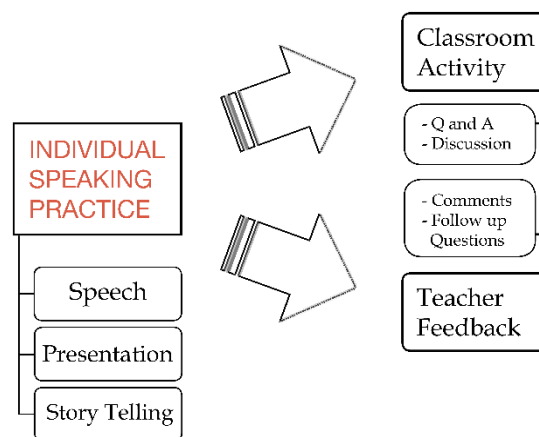 INDIVIDUAL
SPEAKING
PRACTICE
Speech
Presentation
Story Telling
Classroom
Activity
- Q and A
- Discussion
- Comments
- Follow up
Questions
Teacher
Feedback